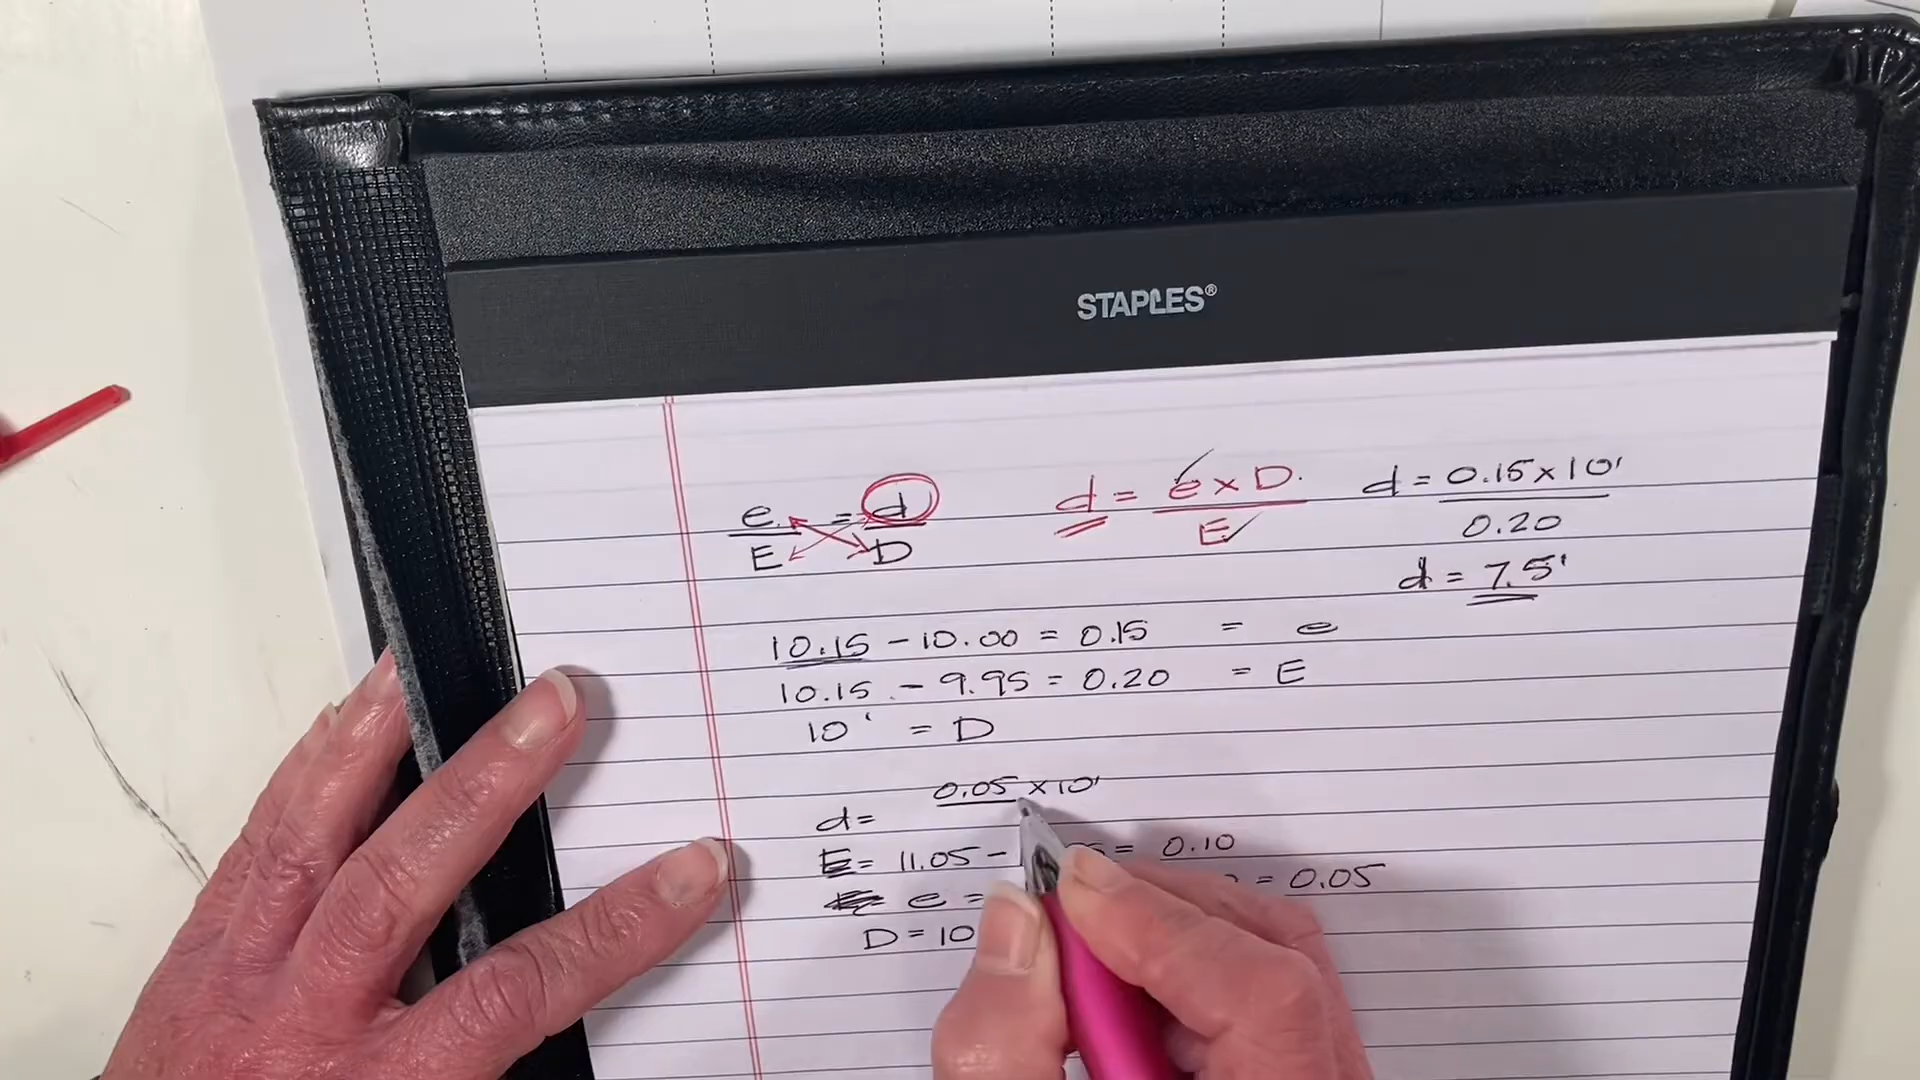 STAPLES®
e = d d = e x D. d = 0.15 x 10'
E D E 0.20
d = 7.5'
10.15 - 10.00 = 0.15 = e
10.15 - 9.95 = 0.20 = E
10' = D
0.05 x 10'
d =
E = 11.05 - = 0.10
e = = 0.05
D = 10